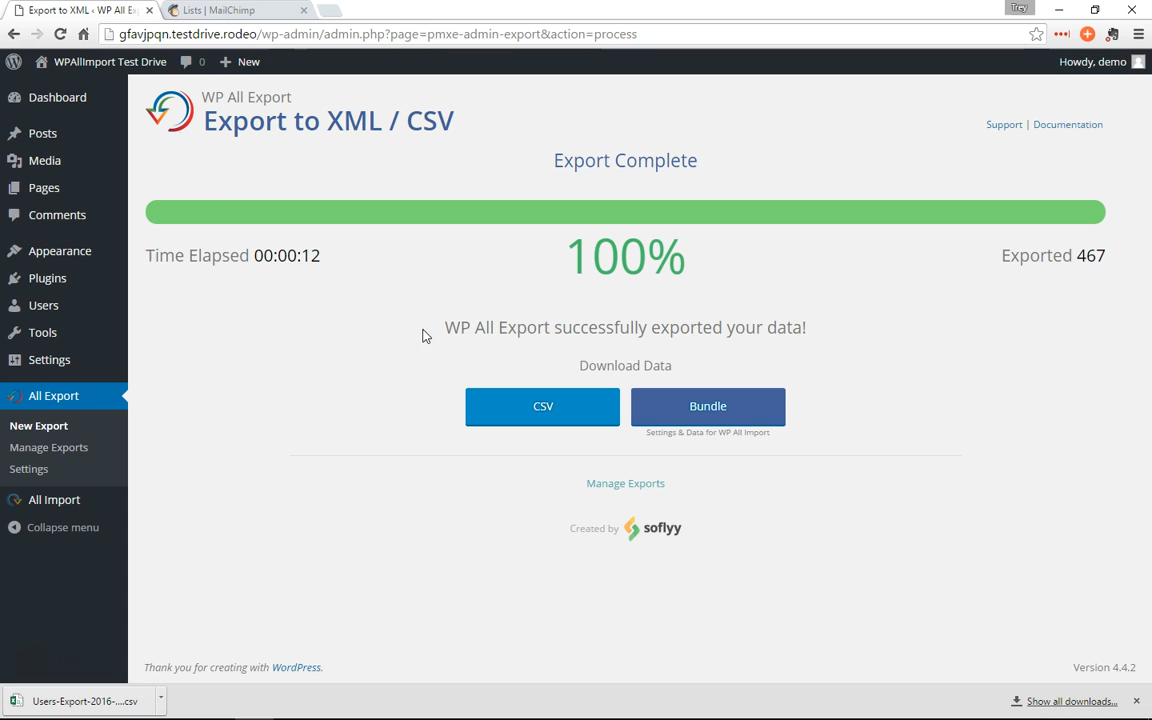 Export to XML ‹ WP All Ex
Lists | MailChimp
Trey
gfavjpqn.testdrive.rodeo/wp-admin/admin.php?page=pmxe-admin-export&action=process
WPAllImport Test Drive
0
New
Howdy, demo
Dashboard
Posts
Media
Pages
Comments
Appearance
Plugins
Users
Tools
Settings
All Export
New Export
Manage Exports
Settings
All Import
Collapse menu
WP All Export
Export to XML / CSV
Support | Documentation
Export Complete
Time Elapsed 00:00:12
100%
Exported 467
WP All Export successfully exported your data!
Download Data
CSV
Bundle
Settings & Data for WP All Import
Manage Exports
Created by soflyy
Thank you for creating with WordPress.
Version 4.4.2
Users-Export-2016-....csv
Show all downloads...